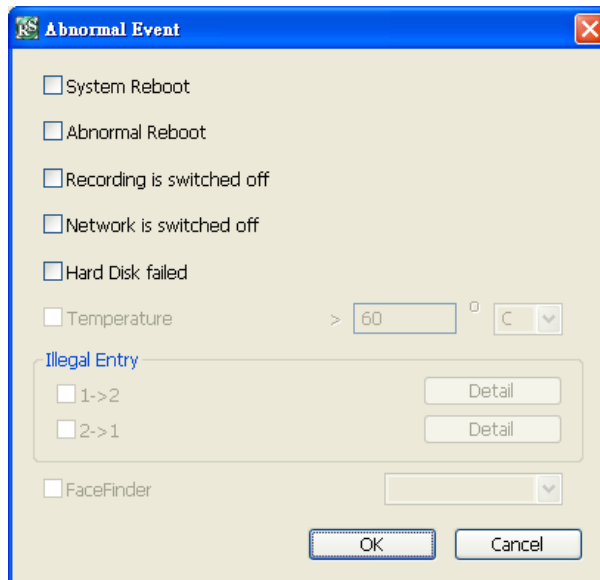 RS Abnormal Event
System Reboot
Abnormal Reboot
Recording is switched off
Network is switched off
Hard Disk failed
Temperature > 60 o C
Illegal Entry
1->2 Detail
2->1 Detail
FaceFinder
OK Cancel